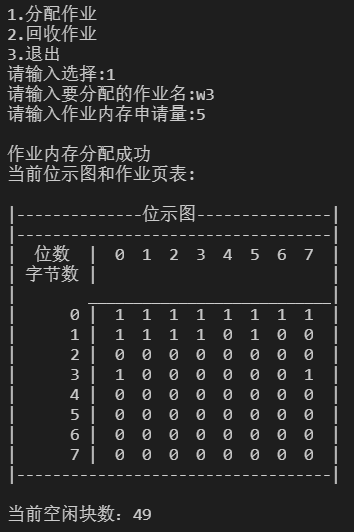 1.分配作业
2.回收作业
3.退出
请输入选择:1
请输入要分配的作业名:w3
请输入作业内存申请量:5
作业内存分配成功
当前位示图和作业页表:
|--------------位示图---------------|
|-----------------------------------|
| 位数 | 0 1 2 3 4 5 6 7 |
| 字节数 | |
| ___________________________|
| 0 | 1 1 1 1 1 1 1 1 |
| 1 | 1 1 1 1 0 1 0 0 |
| 2 | 0 0 0 0 0 0 0 0 |
| 3 | 1 0 0 0 0 0 0 1 |
| 4 | 0 0 0 0 0 0 0 0 |
| 5 | 0 0 0 0 0 0 0 0 |
| 6 | 0 0 0 0 0 0 0 0 |
| 7 | 0 0 0 0 0 0 0 0 |
|-----------------------------------|
当前空闲块数：49